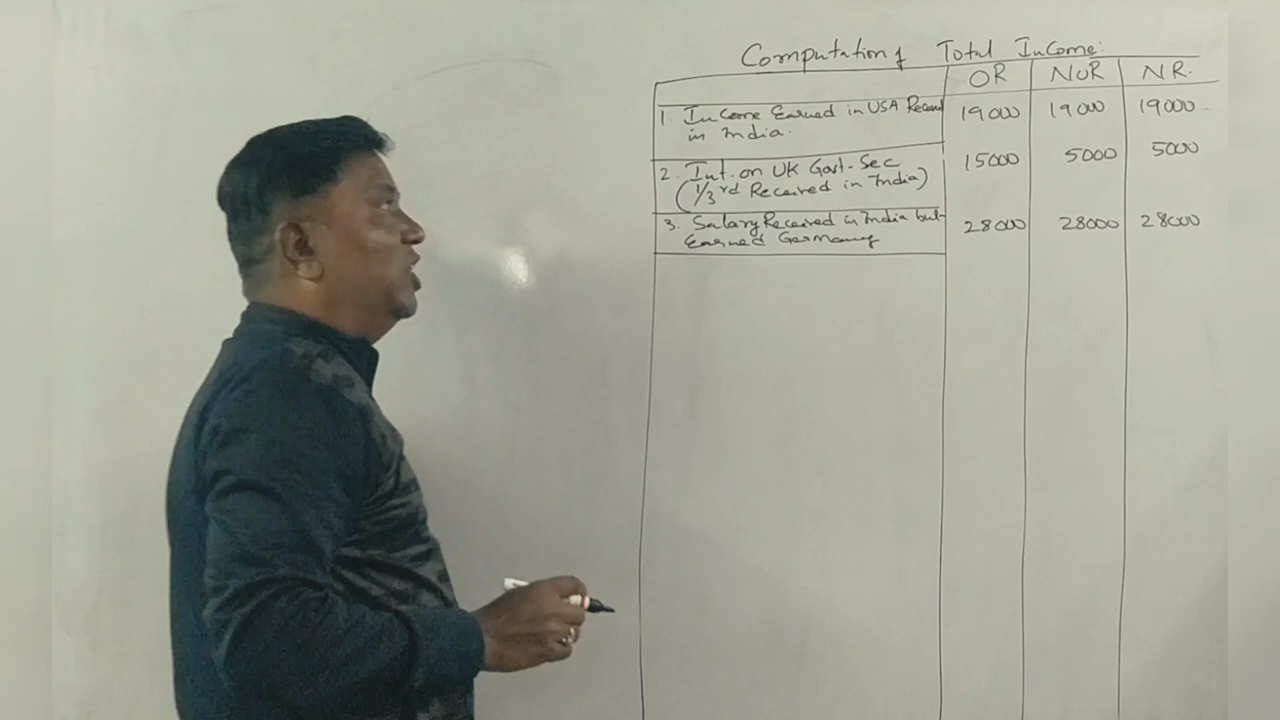 Computation of Total Income:
OR NOR NR.
1. Income Earned in USA Received in India. 19000 19000 19000
2. Int. on UK Govt-Sec (1/3rd Received in India) 15000 5000 5000
3. Salary Received in India but Earned Germany 28000 28000 28000